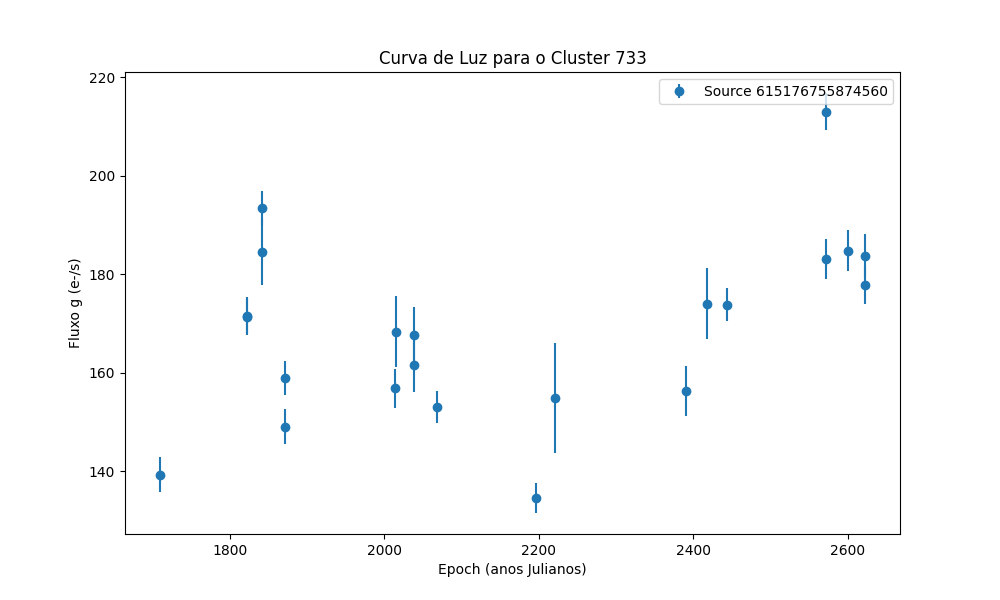 Curva de Luz para o Cluster 733
Source 615176755874560
220
200
180
160
140
Fluxo g (e-/s)
1800
2000
2200
2400
2600
Epoch (anos Julianos)